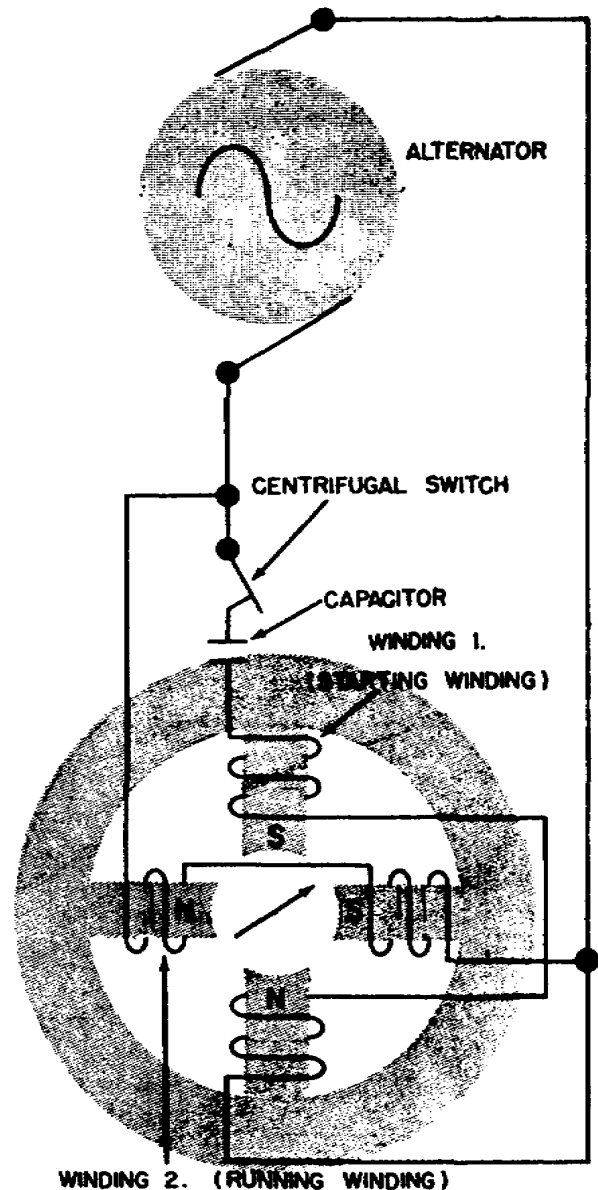 ALTERNATOR
CENTRIFUGAL SWITCH
CAPACITOR
WINDING 1.
(STARTING WINDING)
S
N S
N
WINDING 2. (RUNNING WINDING)